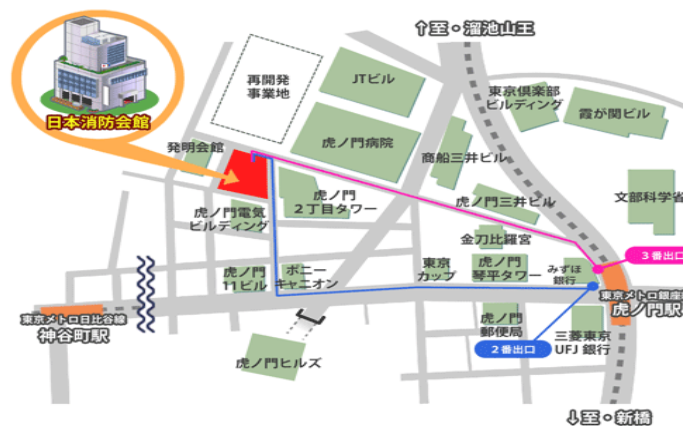 ↑至・溜池山王
再開発
事業地
JTビル
東京倶楽部
ビルディング
霞が関ビル
日本消防会館
発明会館
虎ノ門病院
商船三井ビル
虎ノ門
２丁目タワー
虎ノ門三井ビル
文部科学省
虎ノ門電気
ビルディング
金刀比羅宮
３番出口
虎ノ門
11ビル
ポニー
キャニオン
東京
カップ
虎ノ門
琴平タワー
みずほ
銀行
東京メトロ銀座線
虎ノ門駅
東京メトロ日比谷線
神谷町駅
虎ノ門
郵便局
三菱東京
UFJ 銀行
２番出口
虎ノ門ヒルズ
↓至・新橋